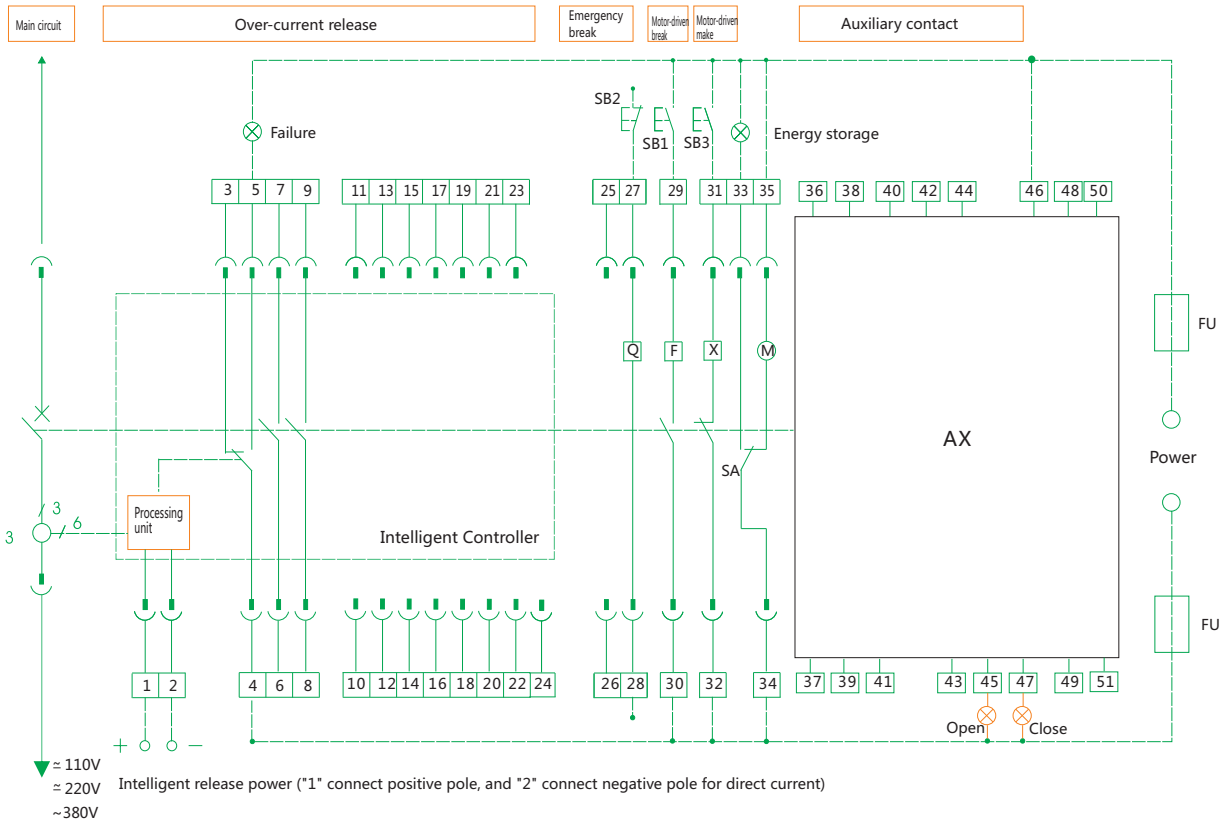 Main circuit
Over-current release
Emergency
break
Motor-driven
break
Motor-driven
make
Auxiliary contact
SB2
SB1
SB3
Failure
Energy storage
3 5 7 9
11 13 15 17 19 21 23
25 27
29
31 33 35
36 38 40 42 44 46 48 50
FU
Q F X M
AX
Power
SA
Processing
unit
3
6
3
Intelligent Controller
FU
1 2
4 6 8
10 12 14 16 18 20 22 24
26 28
30
32
34
37 39 41 43 45 47 49 51
Open
Close
+ −
≃ 110V
≃ 220V
~380V
Intelligent release power ("1" connect positive pole, and "2" connect negative pole for direct current)